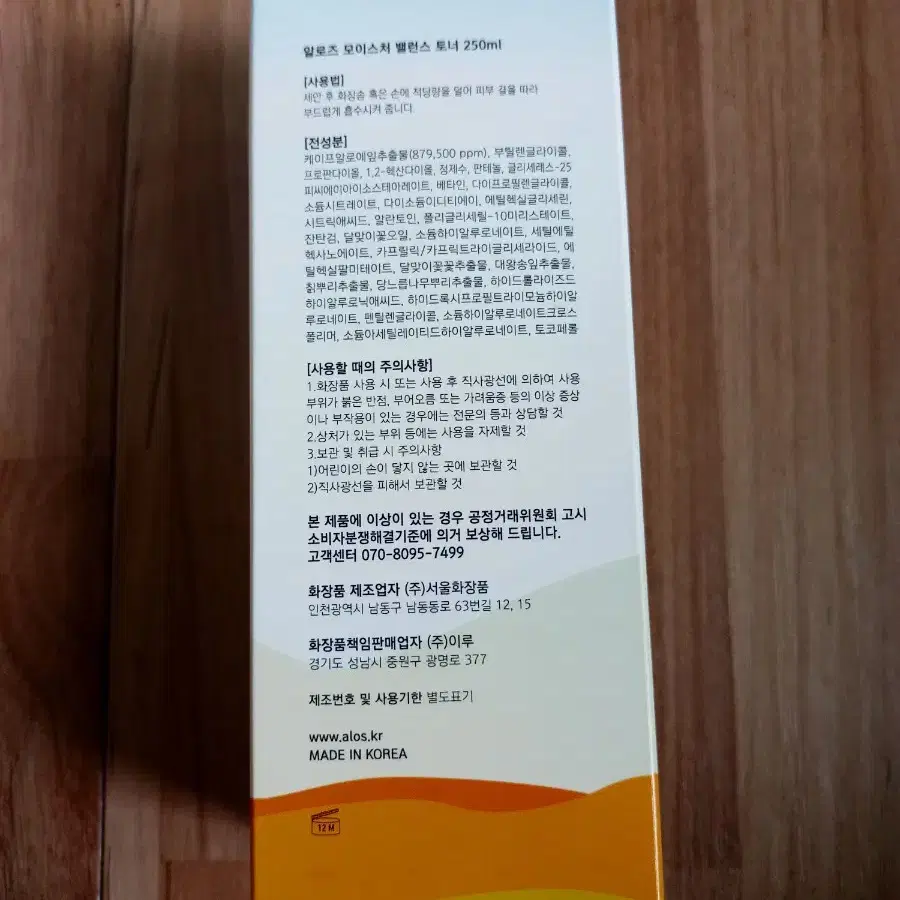 알로즈 모이스처 밸런스 토너 250ml
[사용법]
세안 후 화장솜 혹은 손에 적당량을 덜어 피부 결을 따라
부드럽게 흡수시켜 줍니다.
[전성분]
케이프알로에잎추출물(879,500 ppm), 부틸렌글라이콜,
프로판다이올, 1,2-헥산다이올, 정제수, 판테놀, 글리세레스-25
피씨에이아이소스테아레이트, 베타인, 다이프로필렌글라이콜,
소듐시트레이트, 다이소듐이디티에이, 에틸헥실글리세린,
시트릭애씨드, 알란토인, 폴리글리세릴-10미리스테이트,
잔탄검, 달맞이꽃오일, 소듐하이알루로네이트, 세틸에틸
헥사노에이트, 카프릴릭/카프릭트라이글리세라이드, 에
틸헥실팔미테이트, 달맞이꽃꽃추출물, 대왕송잎추출물,
칡뿌리추출물, 당느릅나무뿌리추출물, 하이드롤라이즈드
하이알루로닉애씨드, 하이드록시프로필트라이모늄하이알
루로네이트, 펜틸렌글라이콜, 소듐하이알루로네이트크로스
폴리머, 소듐아세틸레이티드하이알루로네이트, 토코페롤
[사용할 때의 주의사항]
1.화장품 사용 시 또는 사용 후 직사광선에 의하여 사용
부위가 붉은 반점, 부어오름 또는 가려움증 등의 이상 증상
이나 부작용이 있는 경우에는 전문의 등과 상담할 것
2.상처가 있는 부위 등에는 사용을 자제할 것
3.보관 및 취급 시 주의사항
1)어린이의 손이 닿지 않는 곳에 보관할 것
2)직사광선을 피해서 보관할 것
본 제품에 이상이 있는 경우 공정거래위원회 고시
소비자분쟁해결기준에 의거 보상해 드립니다.
고객센터 070-8095-7499
화장품 제조업자 (주)서울화장품
인천광역시 남동구 남동동로 63번길 12, 15
화장품책임판매업자 (주)이루
경기도 성남시 중원구 광명로 377
제조번호 및 사용기한 별도표기
www.alos.kr
MADE IN KOREA
12 M